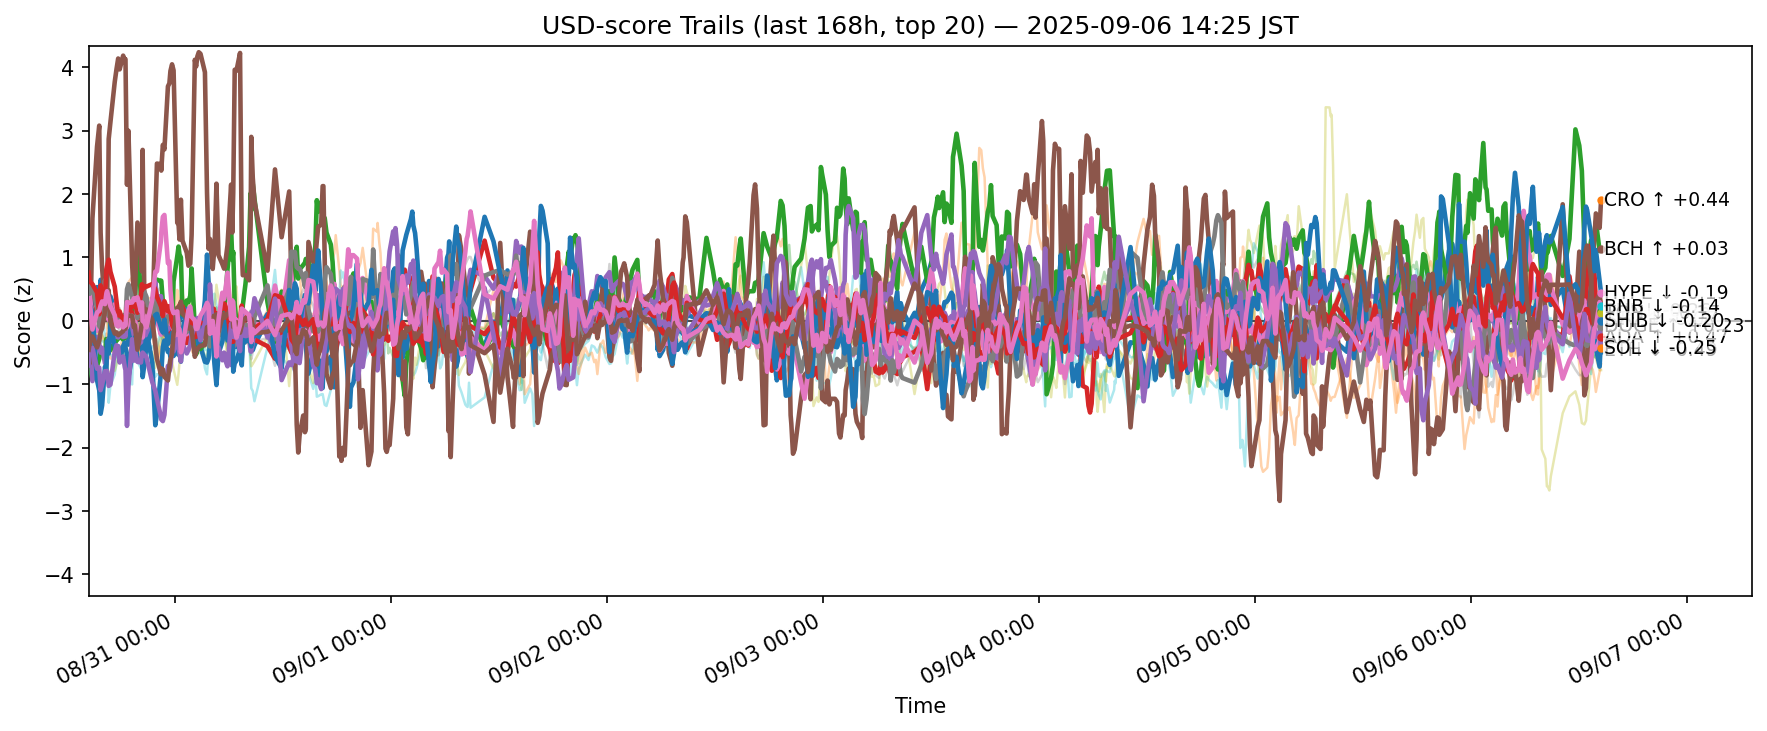 USD-score Trails (last 168h, top 20) — 2025-09-06 14:25 JST
4
3
2
1
0
−1
−2
−3
−4
Score (z)
CRO ↑ +0.44
BCH ↑ +0.03
HYPE ↓ -0.19
BNB ↓ -0.14
SHIB ↓ -0.20
SOL ↓ -0.25
08/31 00:00
09/01 00:00
09/02 00:00
09/03 00:00
09/04 00:00
09/05 00:00
09/06 00:00
09/07 00:00
Time